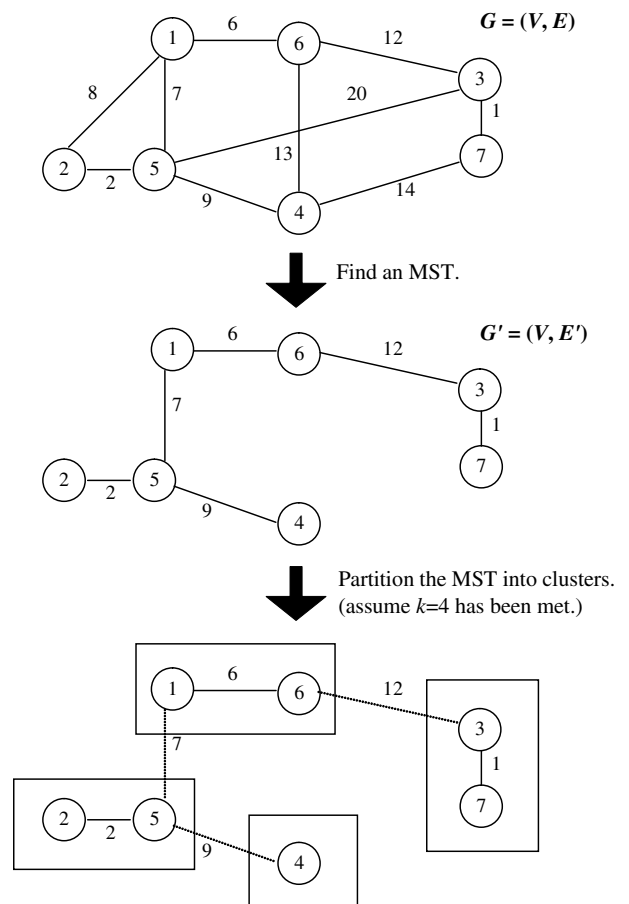 G = (V, E)
1 6 6 12
8 7 20 3
1
2 2 5 13 7
9 4 14
Find an MST.
G' = (V, E')
1 6 6 12
7 3
1
2 2 5 7
9 4
Partition the MST into clusters.
(assume k=4 has been met.)
1 6 6 12
7 3
1
2 2 5 7
9 4